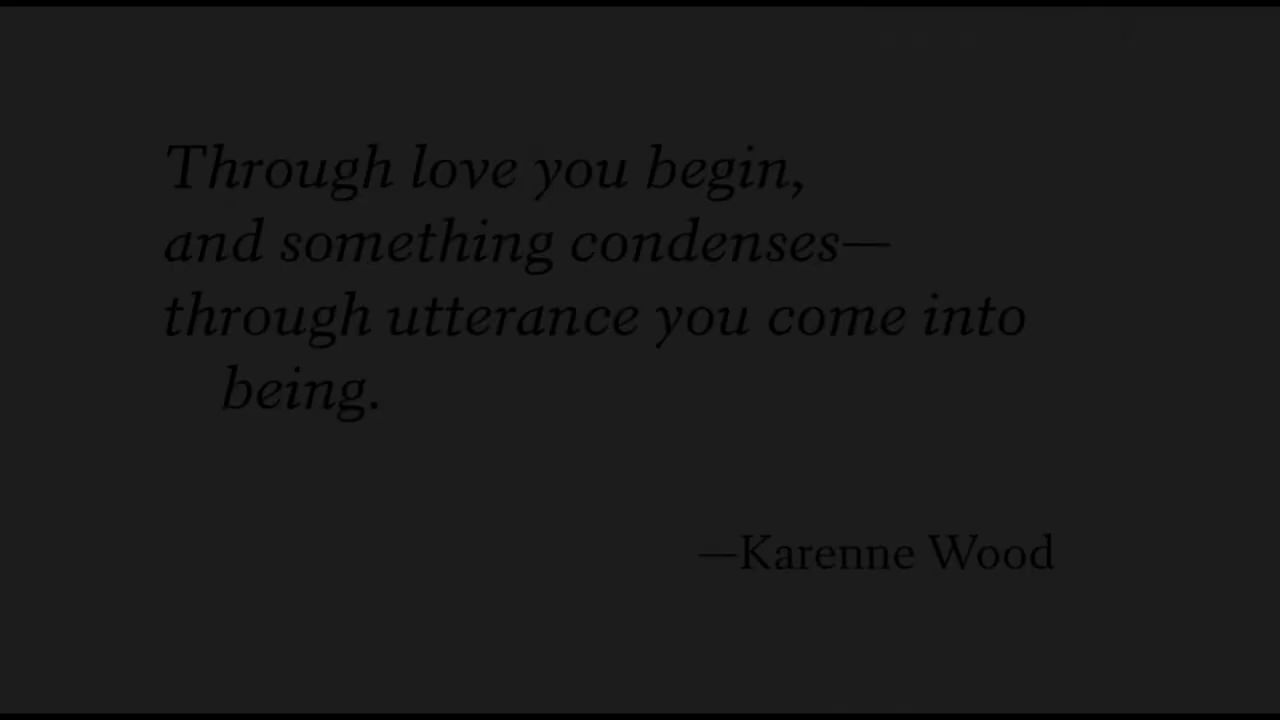 Through love you begin,
and something condenses—
through utterance you come into
being.
—Karenne Wood